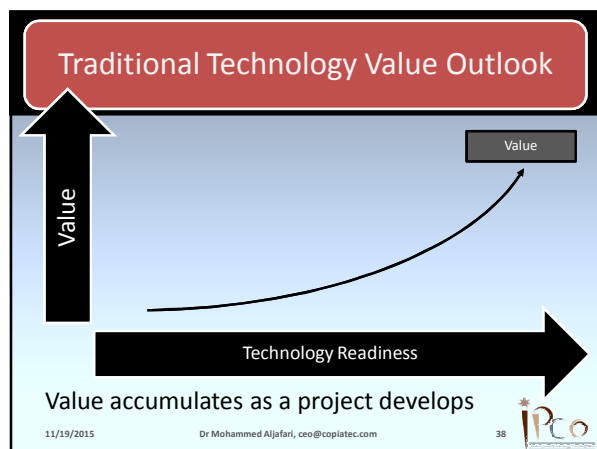 Traditional Technology Value Outlook
Value
Value
Technology Readiness
Value accumulates as a project develops
11/19/2015
Dr Mohammed Aljafari, ceo@copiatec.com
38
IPCO